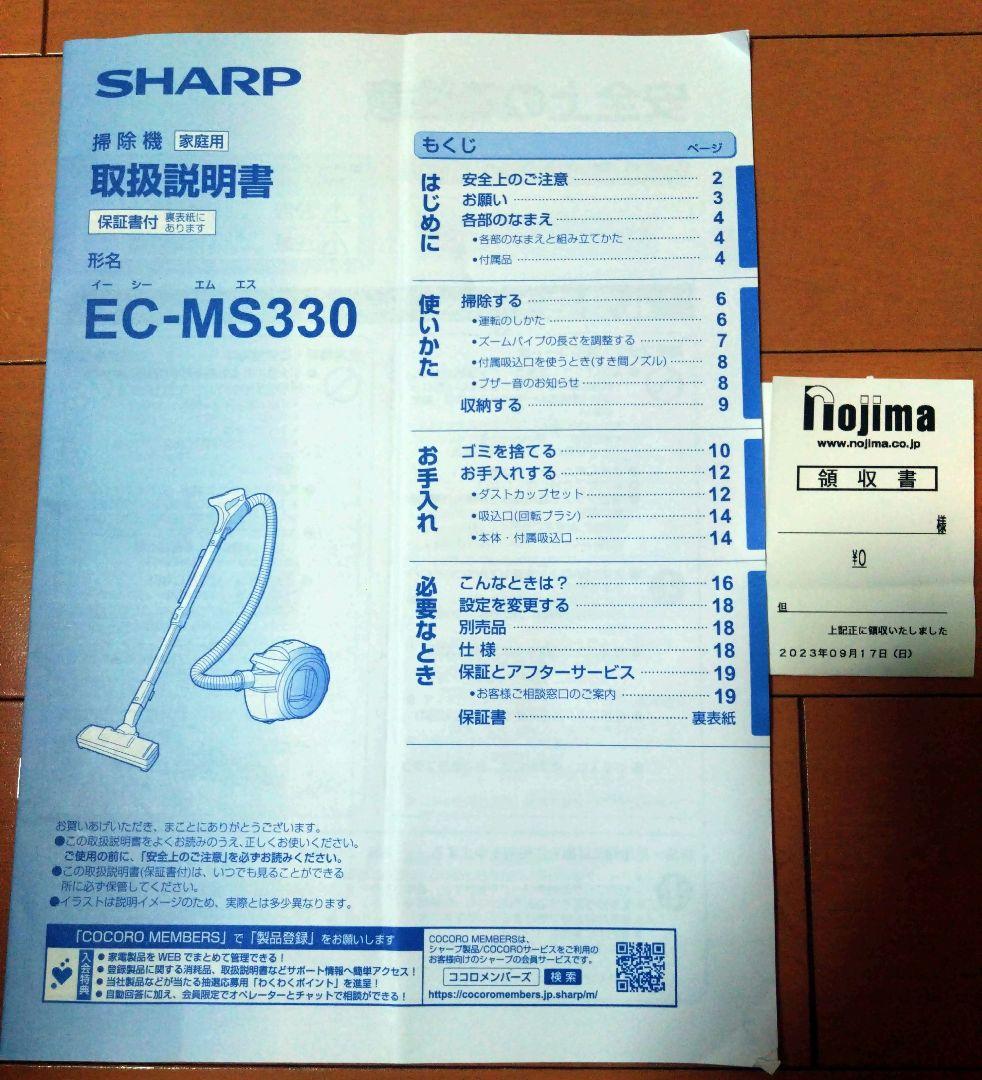 SHARP
掃除機 家庭用
取扱説明書
保証書付 裏表紙にあります
形名
イー シー エム エス
EC-MS330
もくじ ページ
はじめに
安全上のご注意 2
お願い 3
各部のなまえ 4
•各部のなまえと組み立てかた 4
•付属品 4
使いかた
掃除する 6
•運転のしかた 6
•ズームパイプの長さを調整する 7
•付属吸込口を使うとき(すき間ノズル) 8
•ブザー音のお知らせ 8
収納する 9
お手入れ
ゴミを捨てる 10
お手入れする 12
•ダストカップセット 12
•吸込口(回転ブラシ) 14
•本体・付属吸込口 14
必要なとき
こんなときは? 16
設定を変更する 18
別売品 18
仕様 18
保証とアフターサービス 19
•お客様ご相談窓口のご案内 19
保証書 裏表紙
お買いあげいただき、まことにありがとうございます。
●この取扱説明書をよくお読みのうえ、正しくお使いください。
ご使用の前に、「安全上のご注意」を必ずお読みください。
●この取扱説明書(保証書付)は、いつでも見ることができる
所に必ず保管してください。
●イラストは説明イメージのため、実際とは多少異なります。
「COCORO MEMBERS」で「製品登録」をお願いします
入会特典
●家電製品をWEBでまとめて管理できる!
●登録製品に関する消耗品、取扱説明書などサポート情報へ簡単アクセス!
●当社製品などが当たる抽選応募用「わくわくポイント」を進呈!
●自動回答に加え、会員限定でオペレーターとチャットで相談ができる!
COCORO MEMBERSは、
シャープ製品/COCOROサービスをご利用の
お客様向けのシャープの会員サービスです。
ココロメンバーズ 検索
https://cocoromembers.jp.sharp/m/
nojima
www.nojima.co.jp
領収書
様
¥0
但
上記正に領収いたしました
2023年09月17日(日)